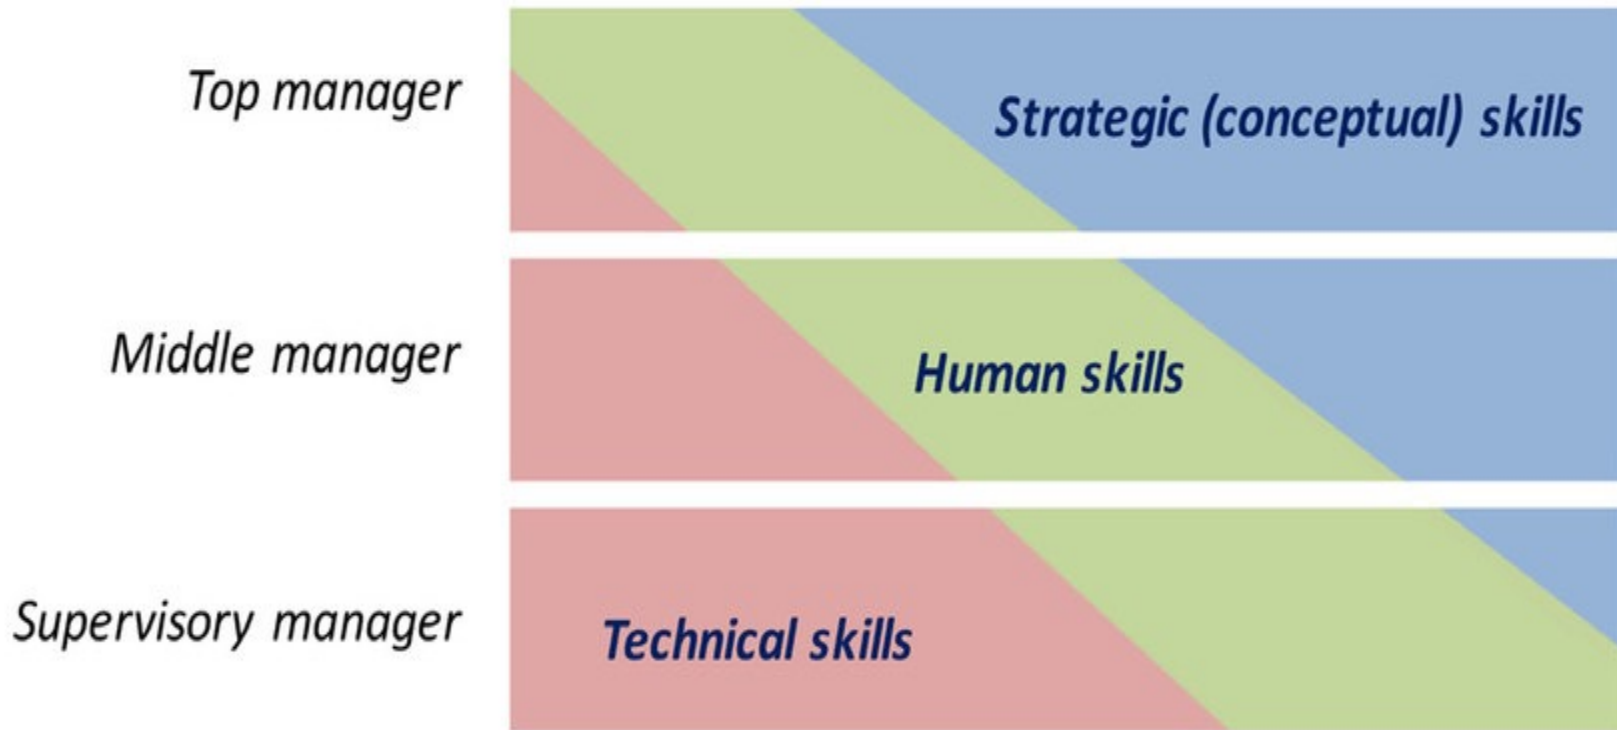 Top manager
Strategic (conceptual) skills
Middle manager
Human skills
Supervisory manager
Technical skills